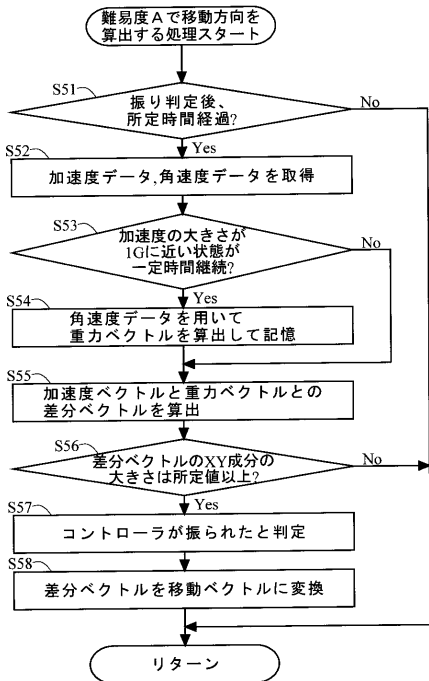 難易度Aで移動方向を
算出する処理スタート
S51
振り判定後、
所定時間経過?
No
Yes
S52
加速度データ,角速度データを取得
S53
加速度の大きさが
1Gに近い状態が
一定時間継続?
No
Yes
S54
角速度データを用いて
重力ベクトルを算出して記憶
S55
加速度ベクトルと重力ベクトルとの
差分ベクトルを算出
S56
差分ベクトルのXY成分の
大きさは所定値以上?
No
Yes
S57
コントローラが振られたと判定
S58
差分ベクトルを移動ベクトルに変換
リターン